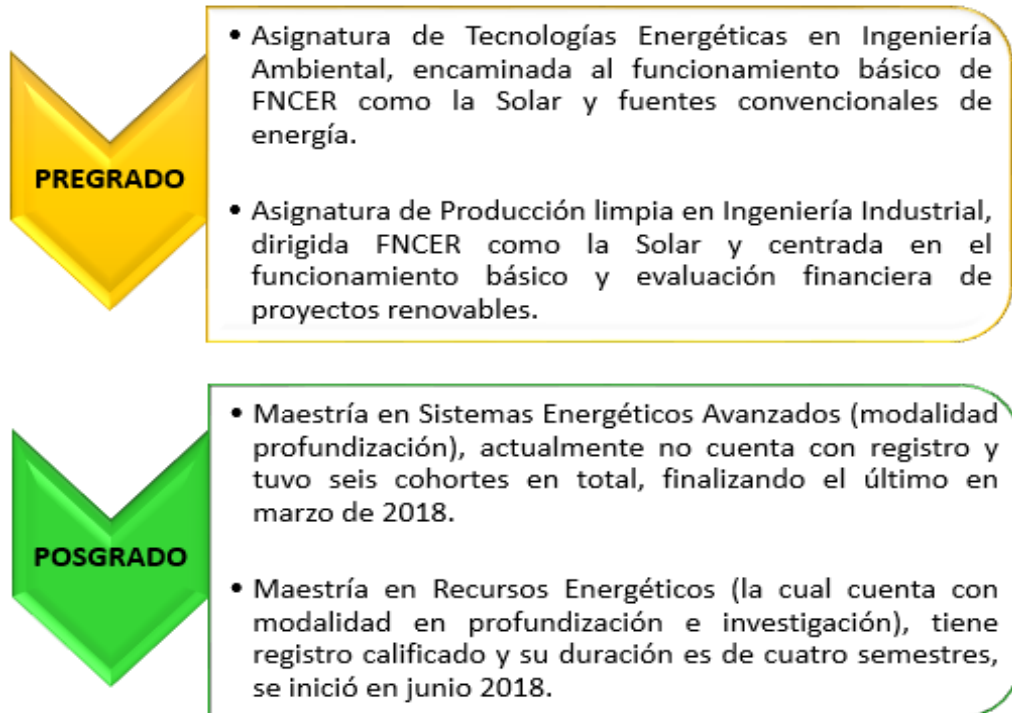 PREGRADO
• Asignatura de Tecnologías Energéticas en Ingeniería
Ambiental, encaminada al funcionamiento básico de
FNCER como la Solar y fuentes convencionales de
energía.
• Asignatura de Producción limpia en Ingeniería Industrial,
dirigida FNCER como la Solar y centrada en el
funcionamiento básico y evaluación financiera de
proyectos renovables.
POSGRADO
• Maestría en Sistemas Energéticos Avanzados (modalidad
profundización), actualmente no cuenta con registro y
tuvo seis cohortes en total, finalizando el último en
marzo de 2018.
• Maestría en Recursos Energéticos (la cual cuenta con
modalidad en profundización e investigación), tiene
registro calificado y su duración es de cuatro semestres,
se inició en junio 2018.